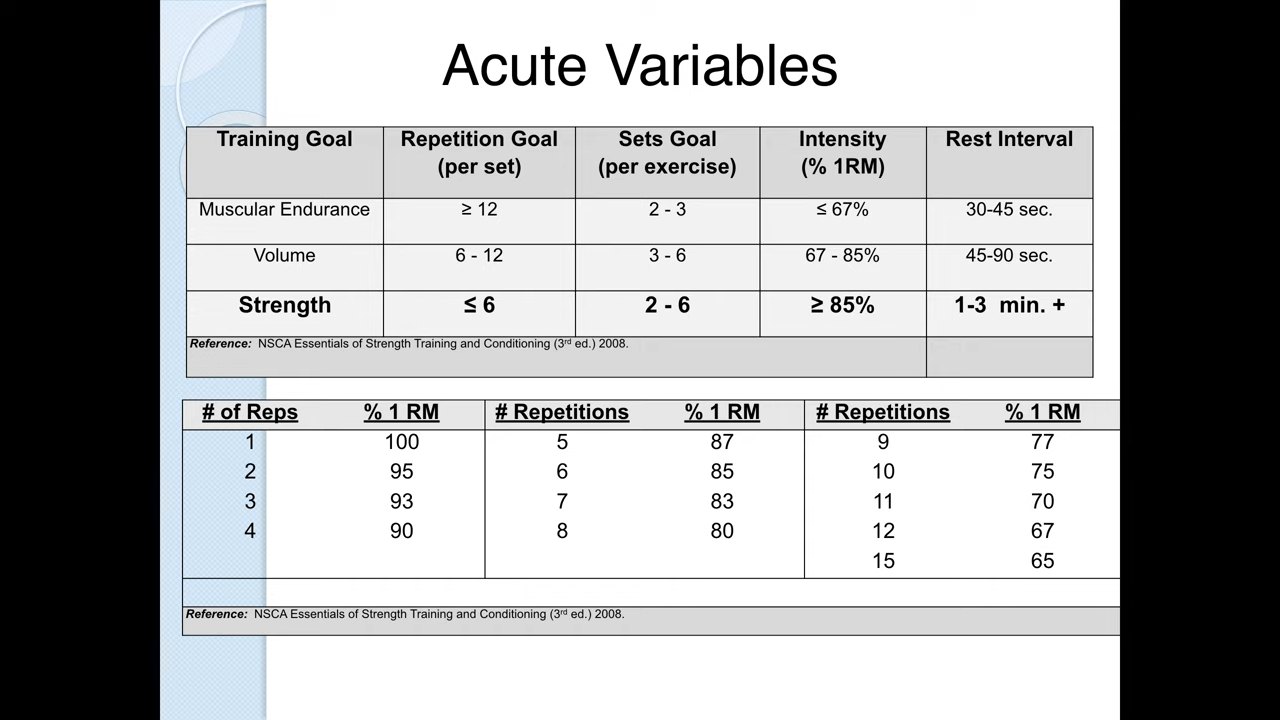 Acute Variables
Training Goal Repetition Goal (per set) Sets Goal (per exercise) Intensity (% 1RM) Rest Interval
Muscular Endurance ≥ 12 2 - 3 ≤ 67% 30-45 sec.
Volume 6 - 12 3 - 6 67 - 85% 45-90 sec.
Strength ≤ 6 2 - 6 ≥ 85% 1-3 min. +
Reference: NSCA Essentials of Strength Training and Conditioning (3rd ed.) 2008.
# of Reps % 1 RM # Repetitions % 1 RM # Repetitions % 1 RM
1 100 5 87 9 77
2 95 6 85 10 75
3 93 7 83 11 70
4 90 8 80 12 67
15 65
Reference: NSCA Essentials of Strength Training and Conditioning (3rd ed.) 2008.